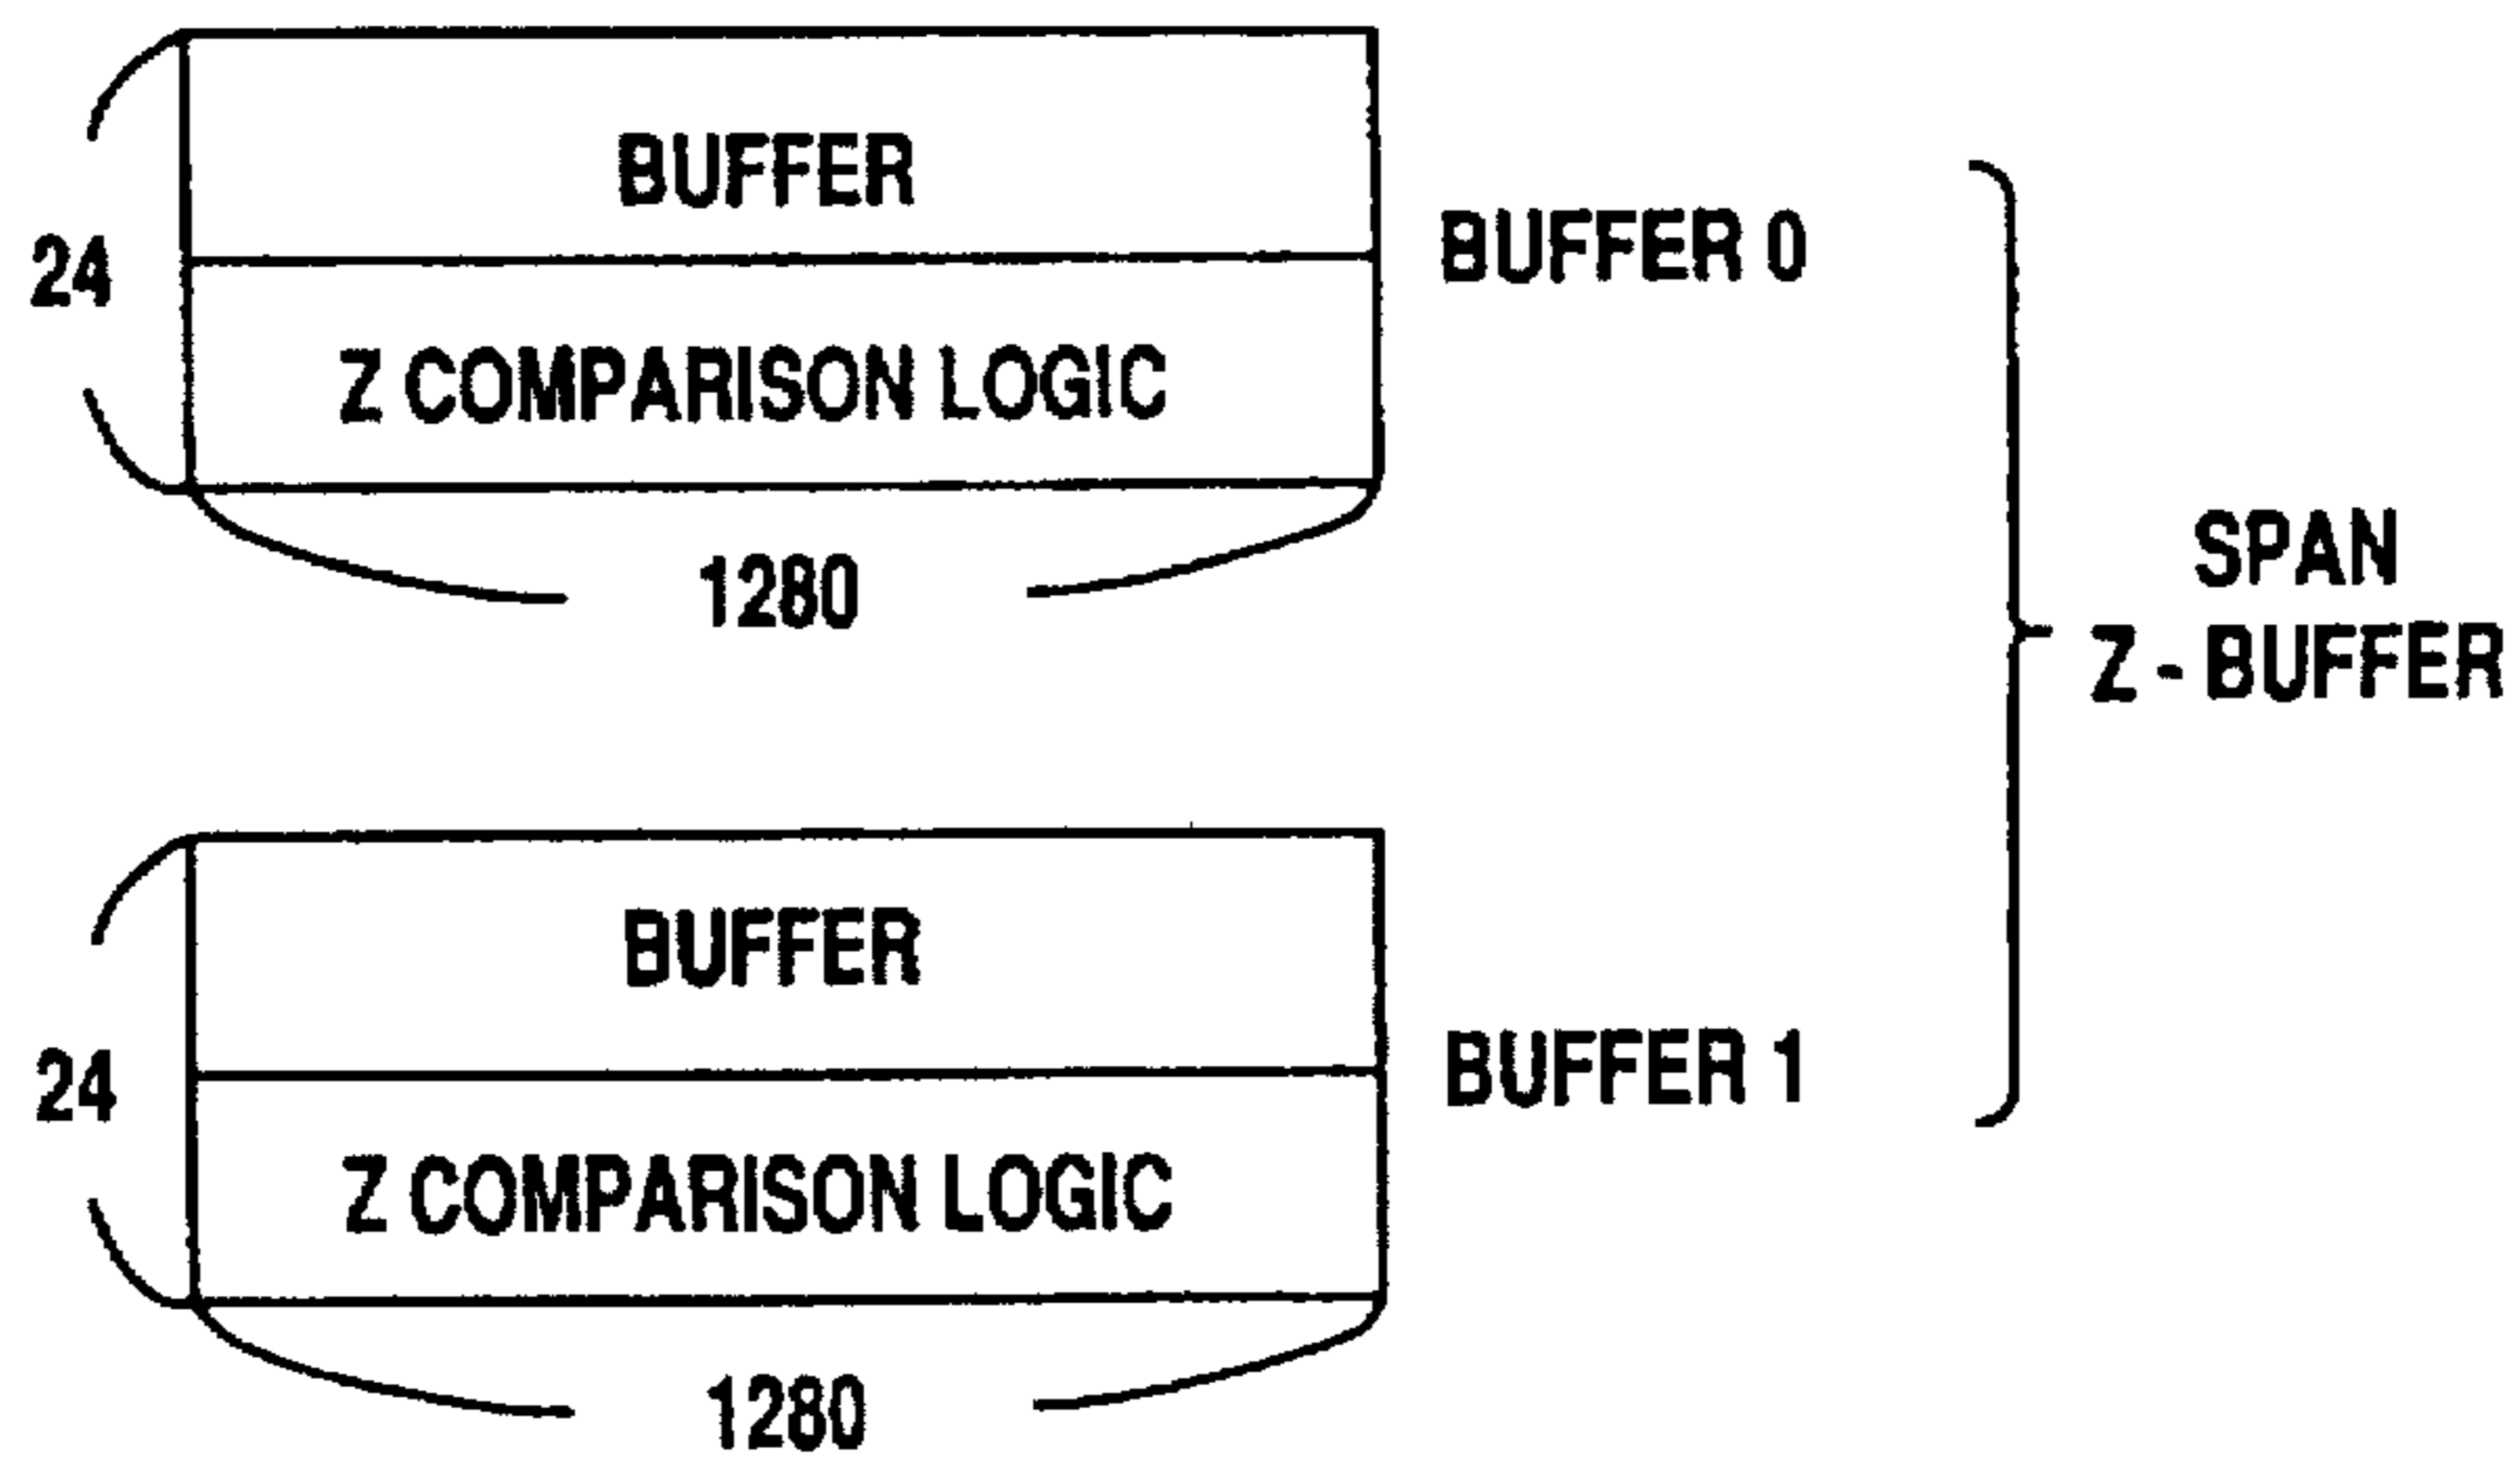 BUFFER
24
BUFFER 0
Z COMPARISON LOGIC
1280
SPAN
Z - BUFFER
BUFFER
24
BUFFER 1
Z COMPARISON LOGIC
1280